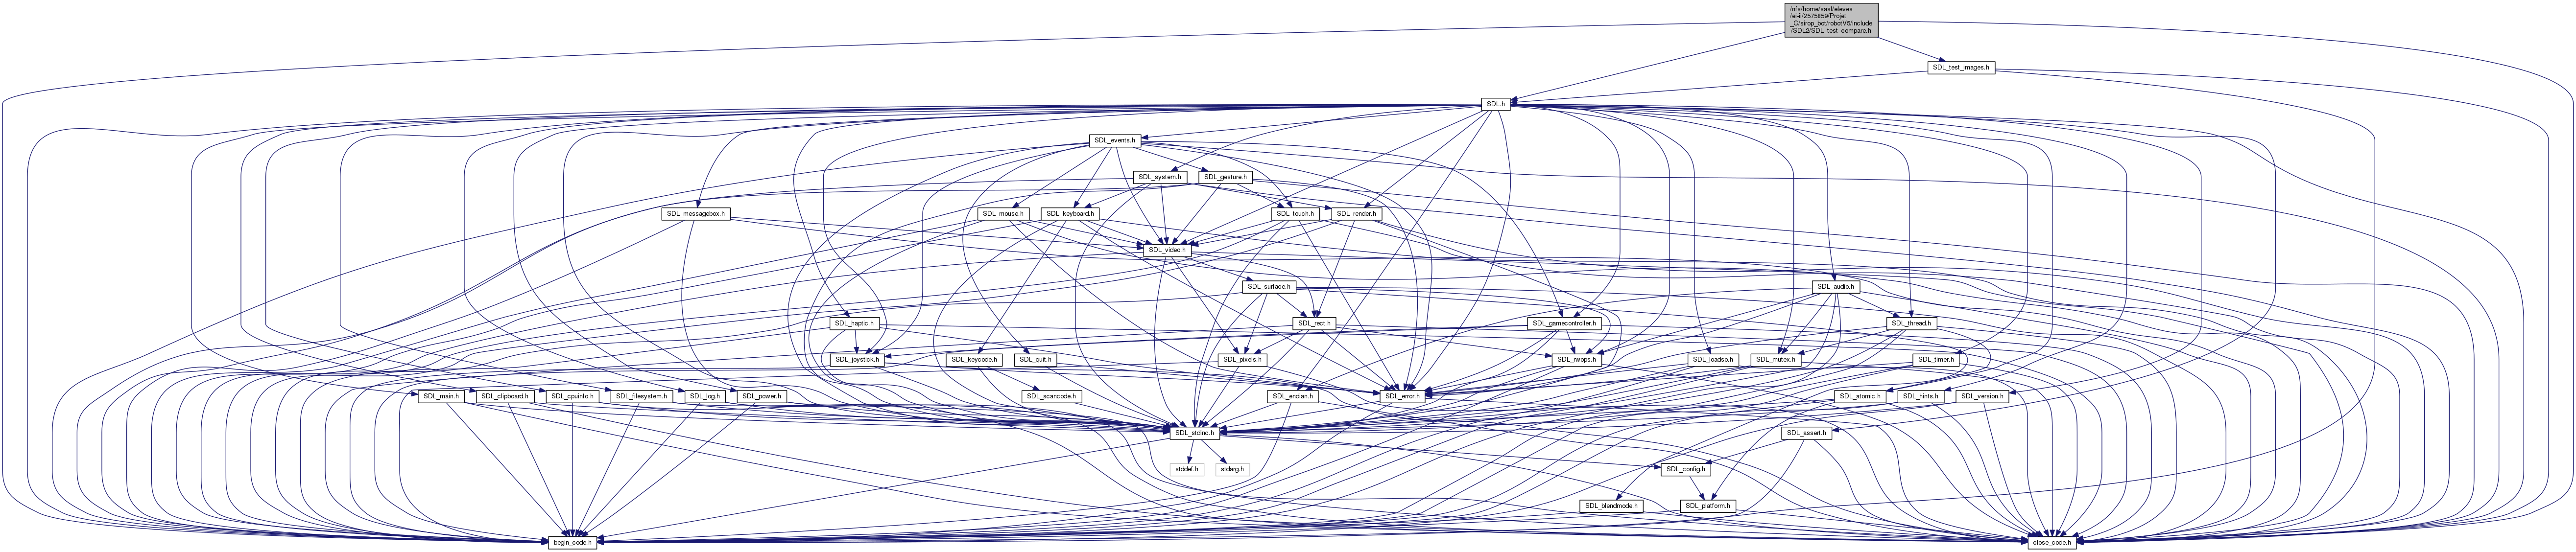 /nfs/home/sasl/eleves
/ei-ii/2575859/Projet
_C/sirop_bot/robotV5/include
/SDL2/SDL_test_compare.h
SDL_test_images.h
SDL.h
SDL_events.h
SDL_system.h
SDL_gesture.h
SDL_messagebox.h
SDL_mouse.h
SDL_keyboard.h
SDL_touch.h
SDL_render.h
SDL_video.h
SDL_surface.h
SDL_audio.h
SDL_haptic.h
SDL_rect.h
SDL_gamecontroller.h
SDL_thread.h
SDL_joystick.h
SDL_keycode.h
SDL_quit.h
SDL_pixels.h
SDL_rwops.h
SDL_loadso.h
SDL_mutex.h
SDL_timer.h
SDL_main.h
SDL_clipboard.h
SDL_cpuinfo.h
SDL_filesystem.h
SDL_log.h
SDL_power.h
SDL_scancode.h
SDL_endian.h
SDL_error.h
SDL_atomic.h
SDL_hints.h
SDL_version.h
SDL_stdinc.h
SDL_assert.h
stddef.h
stdarg.h
SDL_config.h
SDL_blendmode.h
SDL_platform.h
begin_code.h
close_code.h